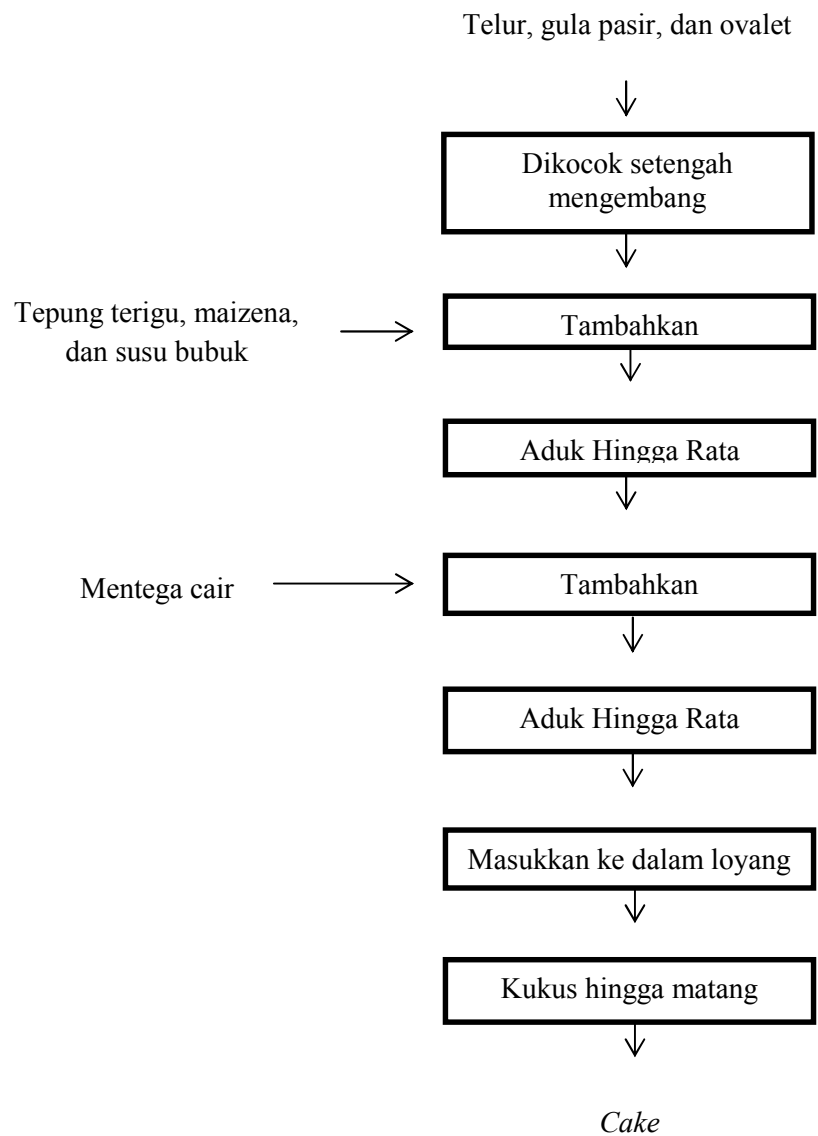 Telur, gula pasir, dan ovalet
Dikocok setengah
mengembang
Tepung terigu, maizena,
dan susu bubuk
Tambahkan
Aduk Hingga Rata
Mentega cair
Tambahkan
Aduk Hingga Rata
Masukkan ke dalam loyang
Kukus hingga matang
Cake